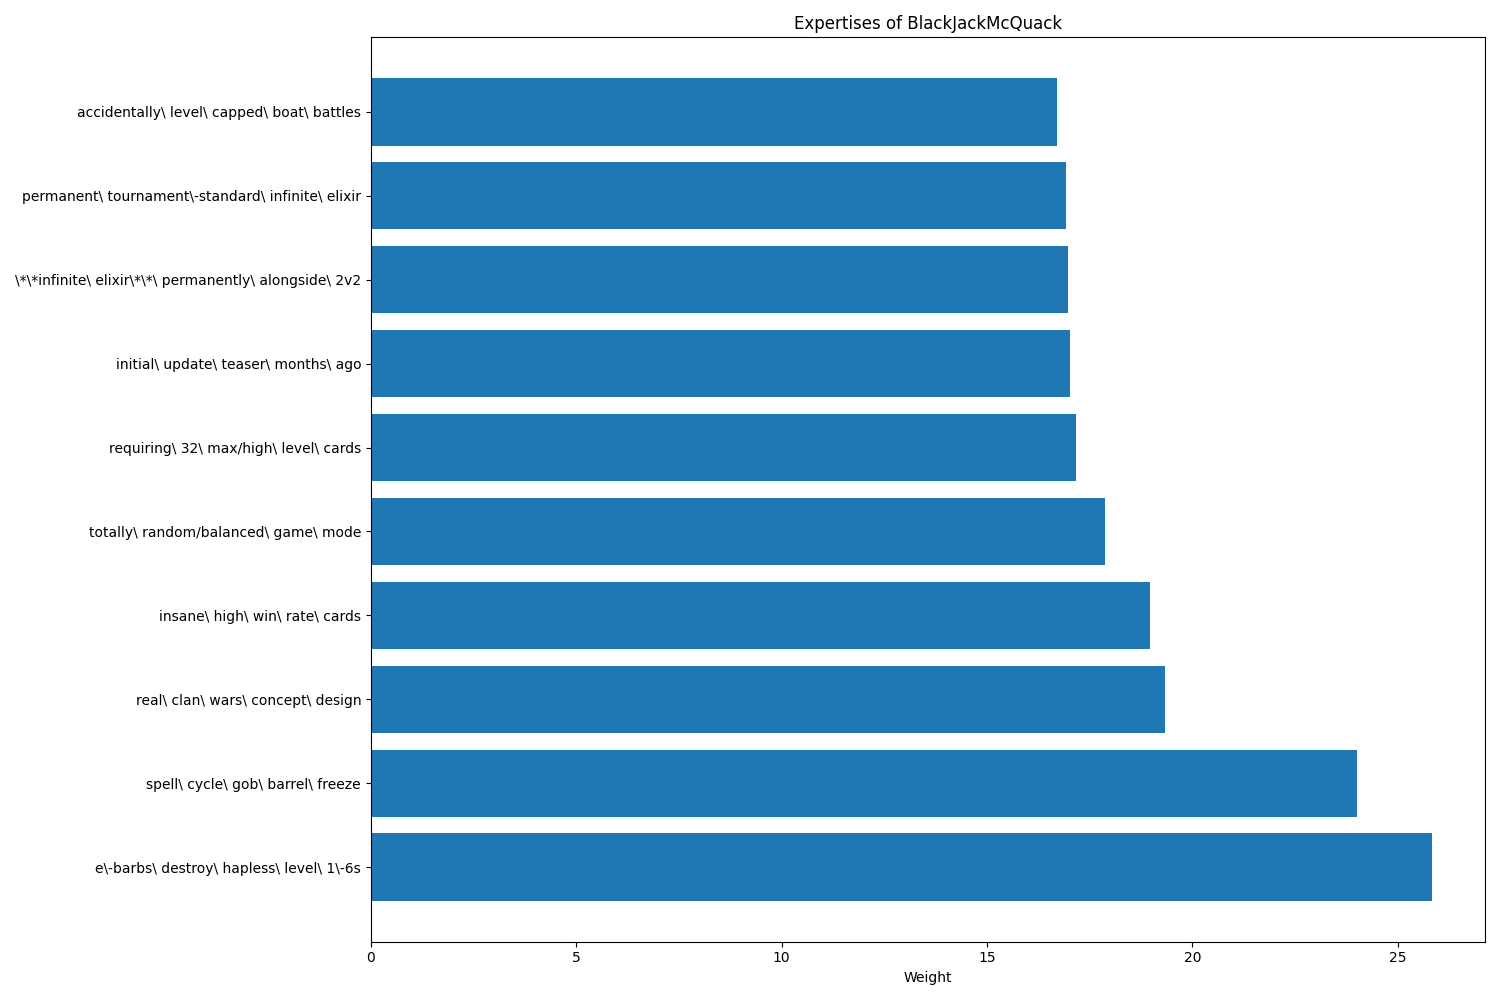 Expertises of BlackJackMcQuack
accidentally\ level\ capped\ boat\ battles
permanent\ tournament\-standard\ infinite\ elixir
\*\*infinite\ elixir\*\*\ permanently\ alongside\ 2v2
initial\ update\ teaser\ months\ ago
requiring\ 32\ max/high\ level\ cards
totally\ random/balanced\ game\ mode
insane\ high\ win\ rate\ cards
real\ clan\ wars\ concept\ design
spell\ cycle\ gob\ barrel\ freeze
e\-barbs\ destroy\ hapless\ level\ 1\-6s
0 5 10 15 20 25
Weight